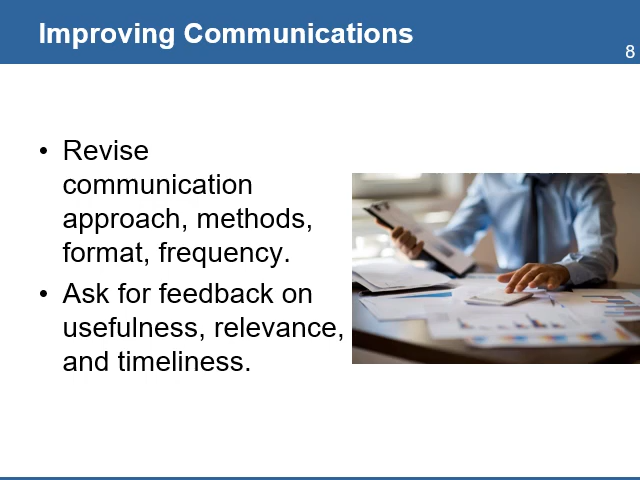 Improving Communications
8
• Revise
communication
approach, methods,
format, frequency.
• Ask for feedback on
usefulness, relevance,
and timeliness.